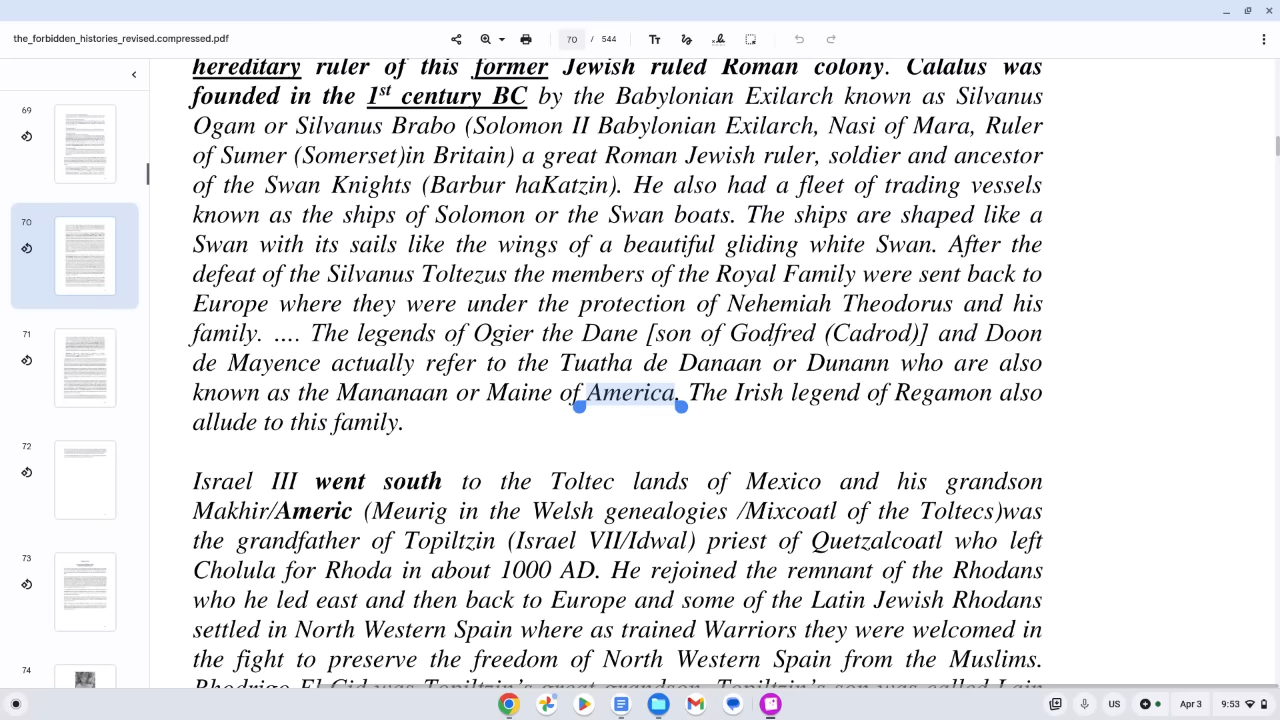 the_forbidden_histories_revised.compressed.pdf
70 / 544
69
70
71
72
73
74
hereditary ruler of this former Jewish ruled Roman colony. Calalus was
founded in the 1st century BC by the Babylonian Exilarch known as Silvanus
Ogam or Silvanus Brabo (Solomon II Babylonian Exilarch, Nasi of Mara, Ruler
of Sumer (Somerset)in Britain) a great Roman Jewish ruler, soldier and ancestor
of the Swan Knights (Barbur haKatzin). He also had a fleet of trading vessels
known as the ships of Solomon or the Swan boats. The ships are shaped like a
Swan with its sails like the wings of a beautiful gliding white Swan. After the
defeat of the Silvanus Toltezus the members of the Royal Family were sent back to
Europe where they were under the protection of Nehemiah Theodorus and his
family. …. The legends of Ogier the Dane [son of Godfred (Cadrod)] and Doon
de Mayence actually refer to the Tuatha de Danaan or Dunann who are also
known as the Mananaan or Maine of America. The Irish legend of Regamon also
allude to this family.
Israel III went south to the Toltec lands of Mexico and his grandson
Makhir/Americ (Meurig in the Welsh genealogies /Mixcoatl of the Toltecs)was
the grandfather of Topiltzin (Israel VII/Idwal) priest of Quetzalcoatl who left
Cholula for Rhoda in about 1000 AD. He rejoined the remnant of the Rhodans
who he led east and then back to Europe and some of the Latin Jewish Rhodans
settled in North Western Spain where as trained Warriors they were welcomed in
the fight to preserve the freedom of North Western Spain from the Muslims.
Rhodrigo El Cid was Topiltzin's great grandson. Topiltzin's son was called Lain
US
Apr 3
9:53